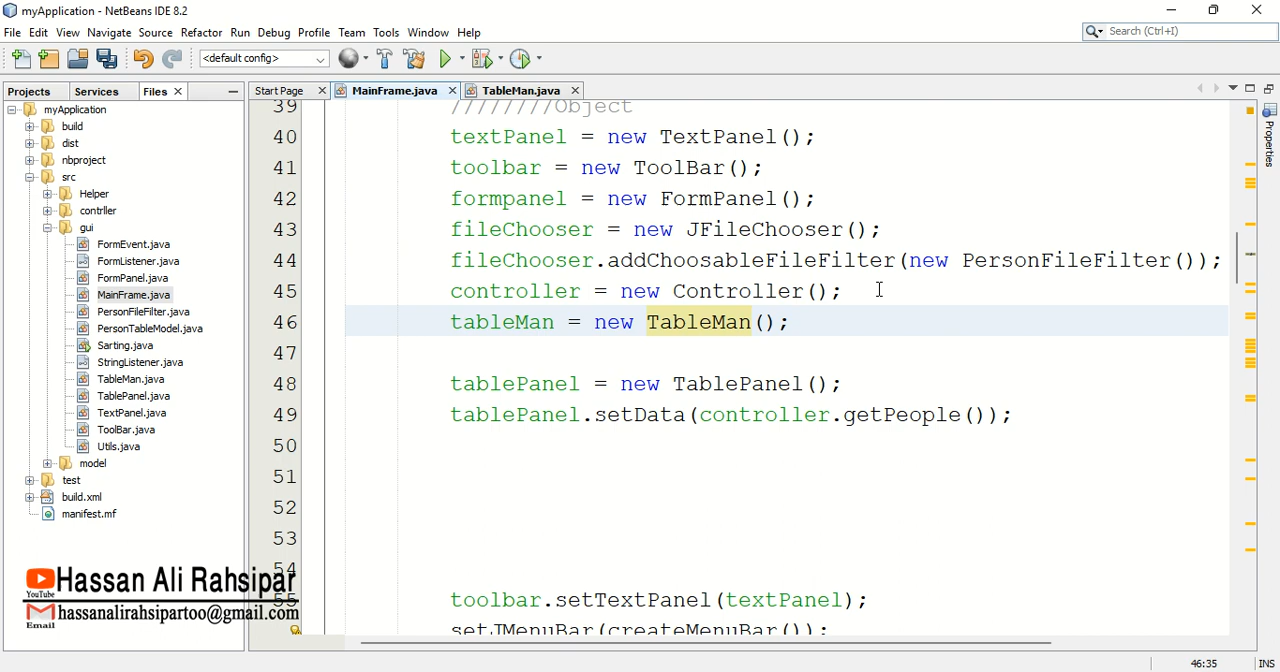 myApplication - NetBeans IDE 8.2
File Edit View Navigate Source Refactor Run Debug Profile Team Tools Window Help
Search (Ctrl+I)
<default config>
Projects Services Files
Start Page MainFrame.java TableMan.java
myApplication
build
dist
nbproject
src
Helper
contrller
gui
FormEvent.java
FormListener.java
FormPanel.java
MainFrame.java
PersonFileFilter.java
PersonTableModel.java
Sarting.java
StringListener.java
TableMan.java
TablePanel.java
TextPanel.java
ToolBar.java
Utils.java
model
test
build.xml
manifest.mf
39 ////////Object
40 textPanel = new TextPanel();
41 toolbar = new ToolBar();
42 formpanel = new FormPanel();
43 fileChooser = new JFileChooser();
44 fileChooser.addChoosableFileFilter(new PersonFileFilter());
45 controller = new Controller();
46 tableMan = new TableMan();
47
48 tablePanel = new TablePanel();
49 tablePanel.setData(controller.getPeople());
50
51
52
53
54
55 toolbar.setTextPanel(textPanel);
setJMenuBar(createMenuBar());
Properties
YouTube
Hassan Ali Rahsipar
Email
hassanalirahsipartoo@gmail.com
46:35 INS